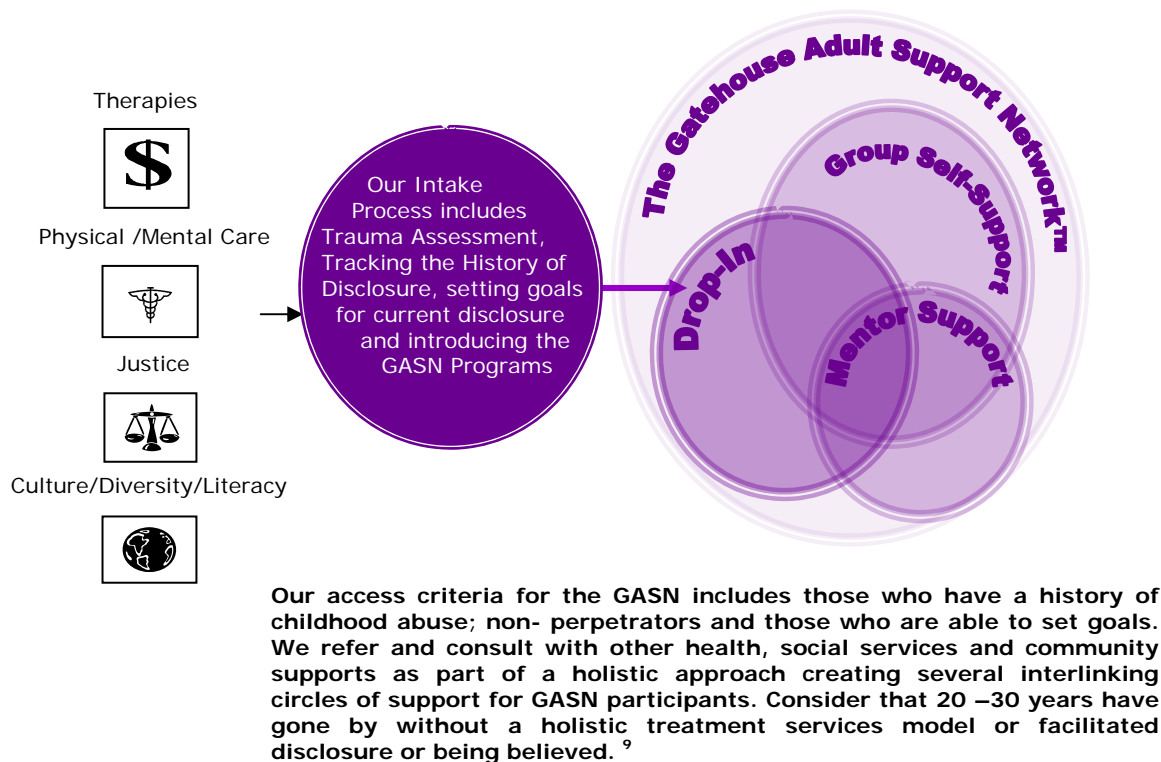 Therapies
$
Physical /Mental Care
Justice
Culture/Diversity/Literacy
Our Intake
Process includes
Trauma Assessment,
Tracking the History of
Disclosure, setting goals
for current disclosure
and introducing the
GASN Programs
The Gatehouse Adult Support Network™
Group Self-Support
Drop-In
Mentor Support
Our access criteria for the GASN includes those who have a history of
childhood abuse; non- perpetrators and those who are able to set goals.
We refer and consult with other health, social services and community
supports as part of a holistic approach creating several interlinking
circles of support for GASN participants. Consider that 20 –30 years have
gone by without a holistic treatment services model or facilitated
disclosure or being believed. ⁹